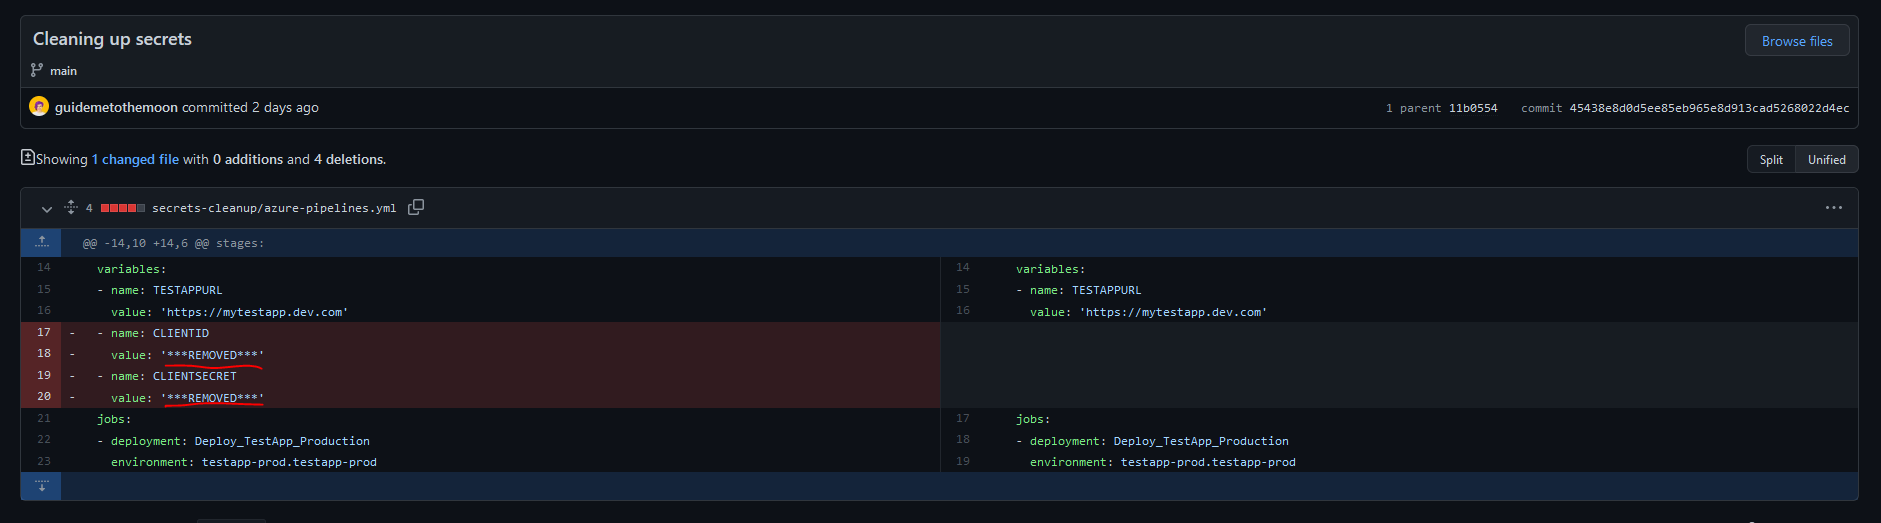 Cleaning up secrets
Browse files
main
guidemetothemoon committed 2 days ago
1 parent 11b0554 commit 45438e8d0d5ee85eb965e8d913cad5268022d4ec
Showing 1 changed file with 0 additions and 4 deletions.
Split Unified
4 secrets-cleanup/azure-pipelines.yml
@@ -14,10 +14,6 @@ stages:
14 variables:
15 - name: TESTAPPURL
16 value: 'https://mytestapp.dev.com'
17 - - name: CLIENTID
18 - value: '***REMOVED***'
19 - - name: CLIENTSECRET
20 - value: '***REMOVED***'
21 jobs:
22 - deployment: Deploy_TestApp_Production
23 environment: testapp-prod.testapp-prod
14 variables:
15 - name: TESTAPPURL
16 value: 'https://mytestapp.dev.com'
17 jobs:
18 - deployment: Deploy_TestApp_Production
19 environment: testapp-prod.testapp-prod